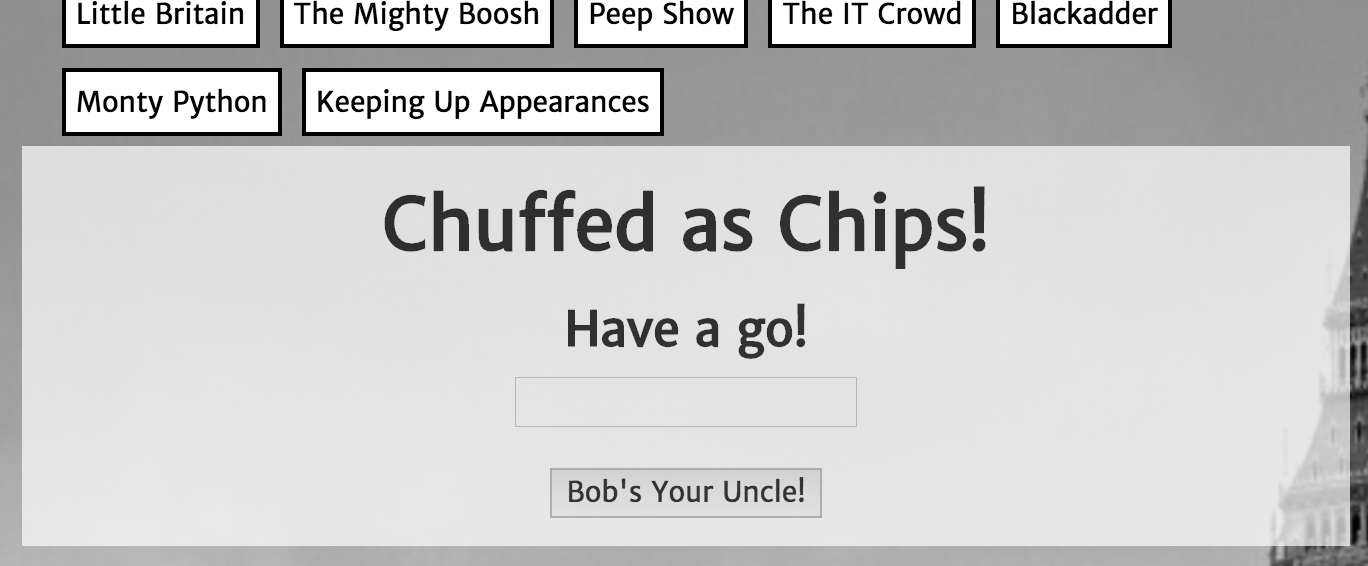 Little Britain The Mighty Boosh Peep Show The IT Crowd Blackadder
Monty Python Keeping Up Appearances
Chuffed as Chips!
Have a go!
Bob's Your Uncle!